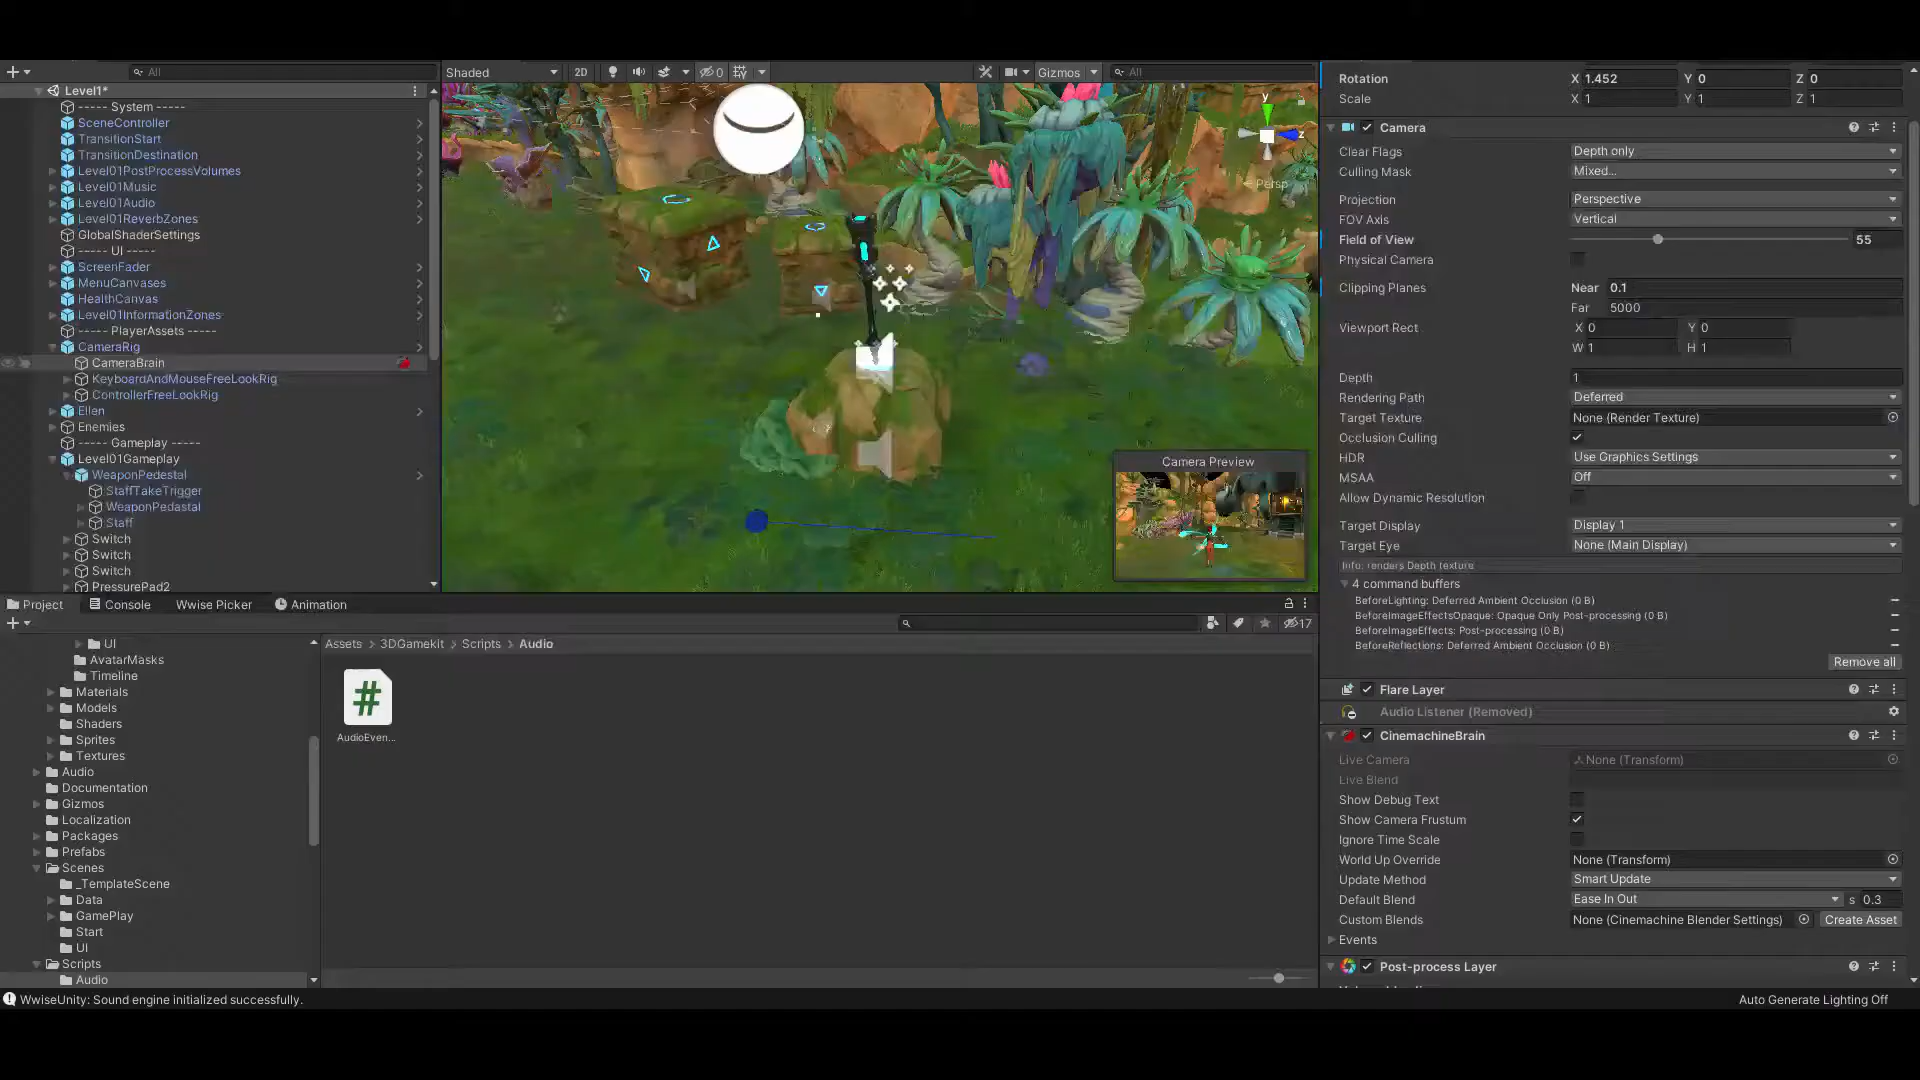 All
Level1*
----- System -----
SceneController
TransitionStart
TransitionDestination
Level01PostProcessVolumes
Level01Music
Level01Audio
Level01ReverbZones
GlobalShaderSettings
----- UI -----
ScreenFader
MenuCanvases
HealthCanvas
Level01InformationZones
----- PlayerAssets -----
CameraRig
CameraBrain
KeyboardAndMouseFreeLookRig
ControllerFreeLookRig
Ellen
Enemies
----- Gameplay -----
Level01Gameplay
WeaponPedestal
StaffTakeTrigger
WeaponPedastal
Staff
Switch
Switch
Switch
PressurePad2
Shaded
2D
0
Gizmos
All
y
z
Persp
Camera Preview
Rotation X 1.452 Y 0 Z 0
Scale X 1 Y 1 Z 1
Camera
Clear Flags Depth only
Culling Mask Mixed...
Projection Perspective
FOV Axis Vertical
Field of View 55
Physical Camera
Clipping Planes Near 0.1
Far 5000
Viewport Rect X 0 Y 0
W 1 H 1
Depth 1
Rendering Path Deferred
Target Texture None (Render Texture)
Occlusion Culling
HDR Use Graphics Settings
MSAA Off
Allow Dynamic Resolution
Target Display Display 1
Target Eye None (Main Display)
Info: renders Depth texture
4 command buffers
BeforeLighting: Deferred Ambient Occlusion (0 B)
BeforeImageEffectsOpaque: Opaque Only Post-processing (0 B)
BeforeImageEffects: Post-processing (0 B)
BeforeReflections: Deferred Ambient Occlusion (0 B)
Remove all
Flare Layer
Audio Listener (Removed)
CinemachineBrain
Live Camera None (Transform)
Live Blend
Show Debug Text
Show Camera Frustum
Ignore Time Scale
World Up Override None (Transform)
Update Method Smart Update
Default Blend Ease In Out s 0.3
Custom Blends None (Cinemachine Blender Settings) Create Asset
Events
Post-process Layer
Project
Console
Wwise Picker
Animation
17
UI
AvatarMasks
Timeline
Materials
Models
Shaders
Sprites
Textures
Audio
Documentation
Gizmos
Localization
Packages
Prefabs
Scenes
_TemplateScene
Data
GamePlay
Start
UI
Scripts
Audio
Assets > 3DGamekit > Scripts > Audio
AudioEven...
WwiseUnity: Sound engine initialized successfully.
Auto Generate Lighting Off